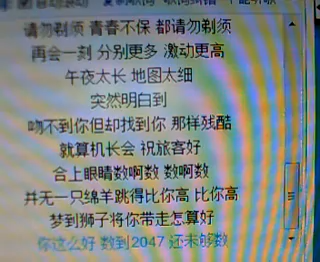 请勿剃须 青春不保 都请勿剃须
再会一刻 分别更多 激动更高
午夜太长 地图太细
突然明白到
吻不到你但却找到你 那样残酷
就算机长会 祝旅客好
合上眼睛数啊数 数啊数
并无一只绵羊跳得比你高 比你高
梦到狮子将你带走怎算好
你这么好 数到2047 还未够数